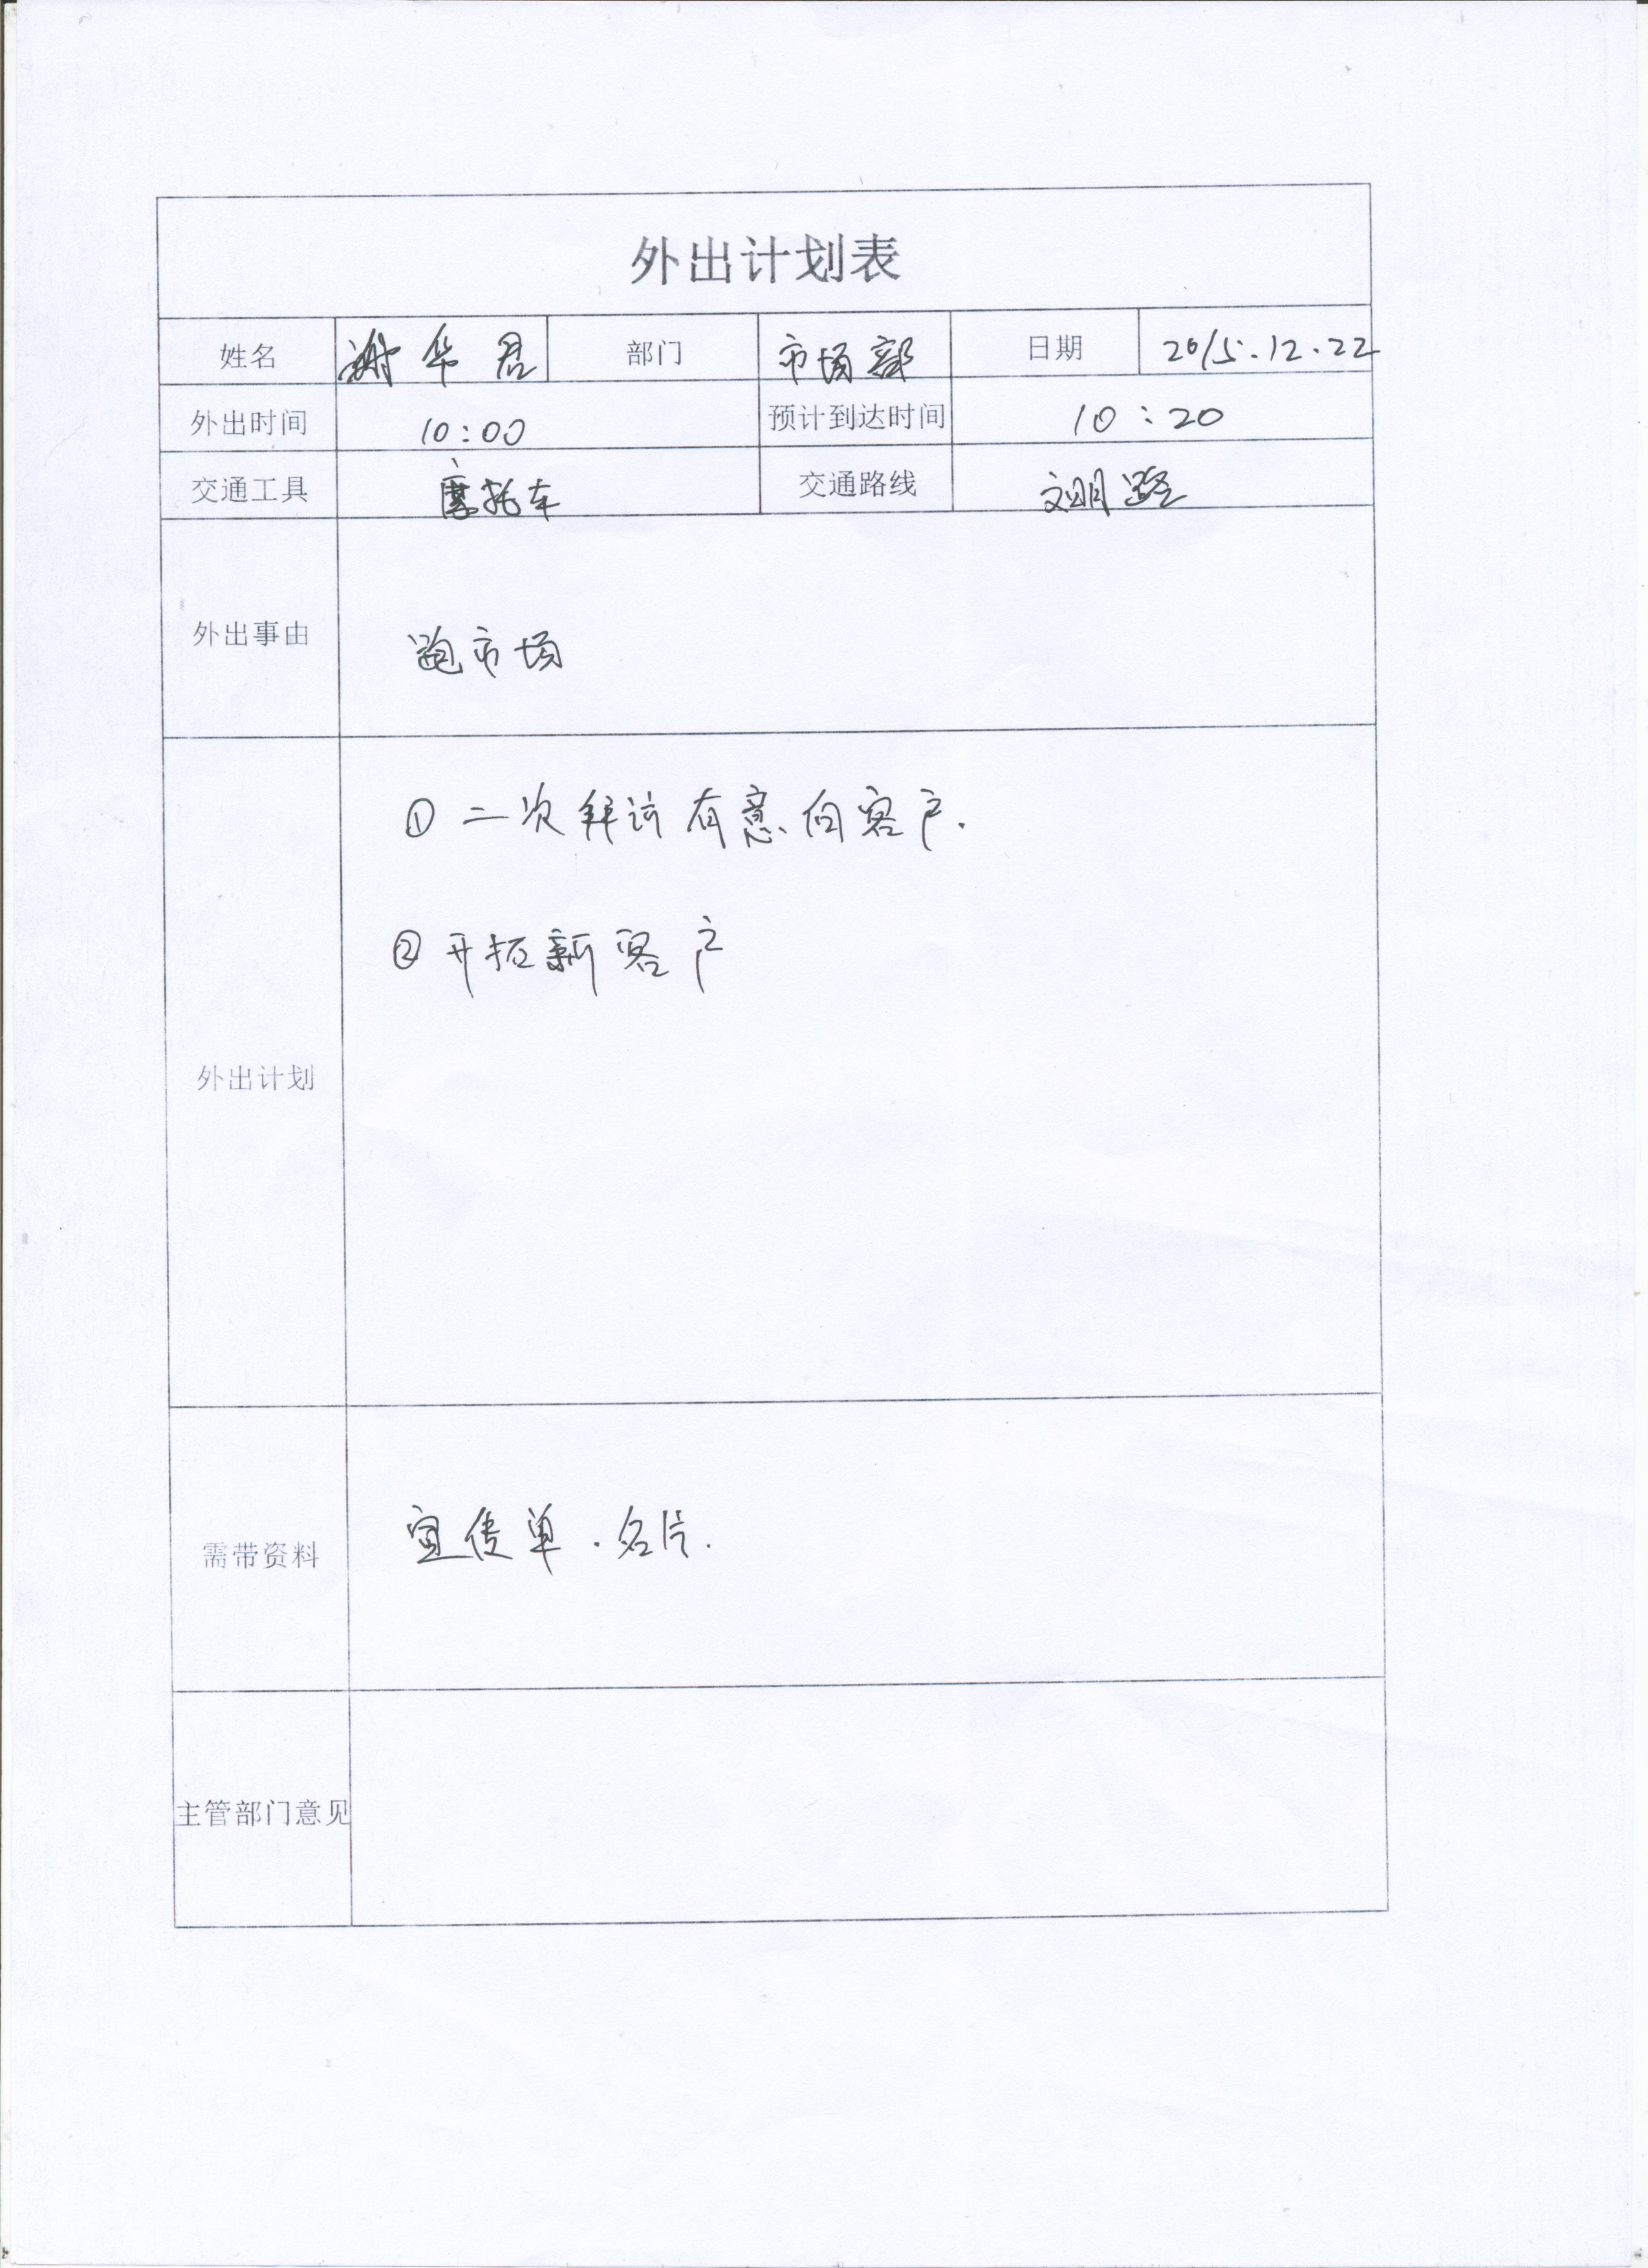 外出计划表
姓名 谢华君 部门 市场部 日期 2015.12.22
外出时间 10:00 预计到达时间 10:20
交通工具 摩托车 交通路线 文明路
外出事由 跑市场
① 二次拜访有意向客户.
② 开拓新客户
外出计划
需带资料 宣传单.名片.
主管部门意见